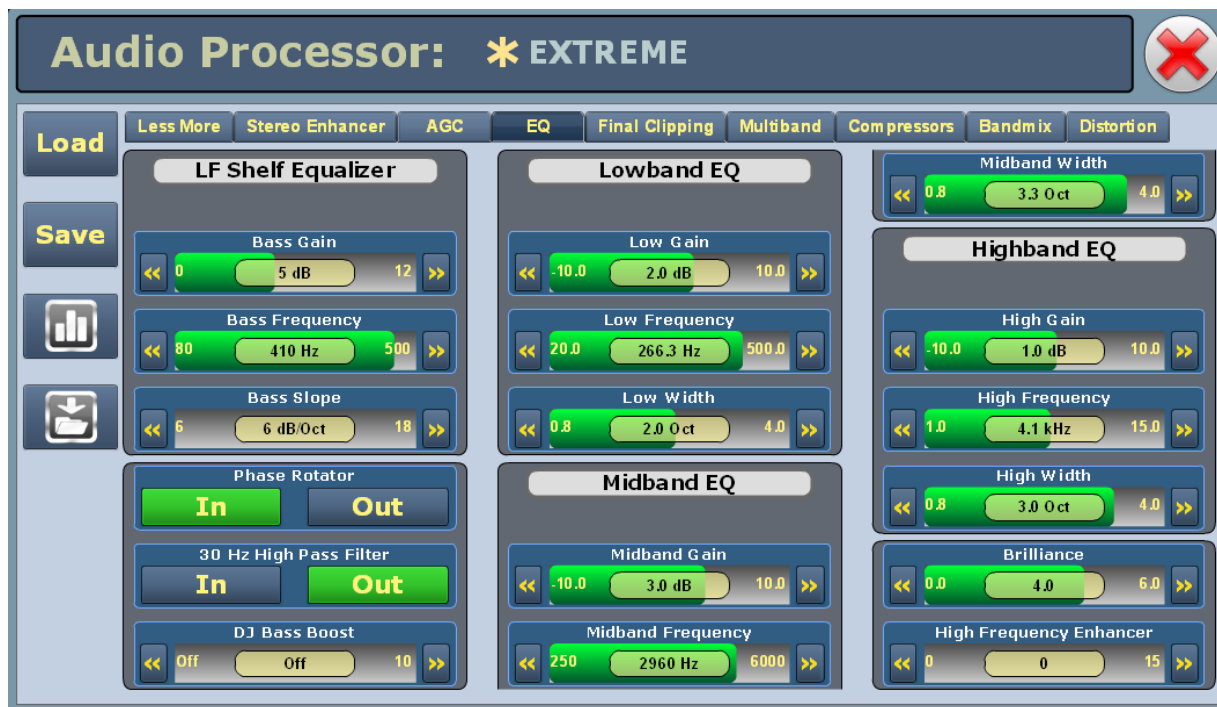 Audio Processor: * EXTREME
Load
Save
Less More Stereo Enhancer AGC EQ Final Clipping Multiband Compressors Bandmix Distortion
LF Shelf Equalizer
Bass Gain
« 0 5 dB 12 »
Bass Frequency
« 80 410 Hz 500 »
Bass Slope
« 6 6 dB/Oct 18 »
Phase Rotator
In Out
30 Hz High Pass Filter
In Out
DJ Bass Boost
« Off Off 10 »
Lowband EQ
Low Gain
« -10.0 2.0 dB 10.0 »
Low Frequency
« 20.0 266.3 Hz 500.0 »
Low Width
« 0.8 2.0 Oct 4.0 »
Midband EQ
Midband Gain
« -10.0 3.0 dB 10.0 »
Midband Frequency
« 250 2960 Hz 6000 »
Midband Width
« 0.8 3.3 Oct 4.0 »
Highband EQ
High Gain
« -10.0 1.0 dB 10.0 »
High Frequency
« 1.0 4.1 kHz 15.0 »
High Width
« 0.8 3.0 Oct 4.0 »
Brilliance
« 0.0 4.0 6.0 »
High Frequency Enhancer
« 0 0 15 »